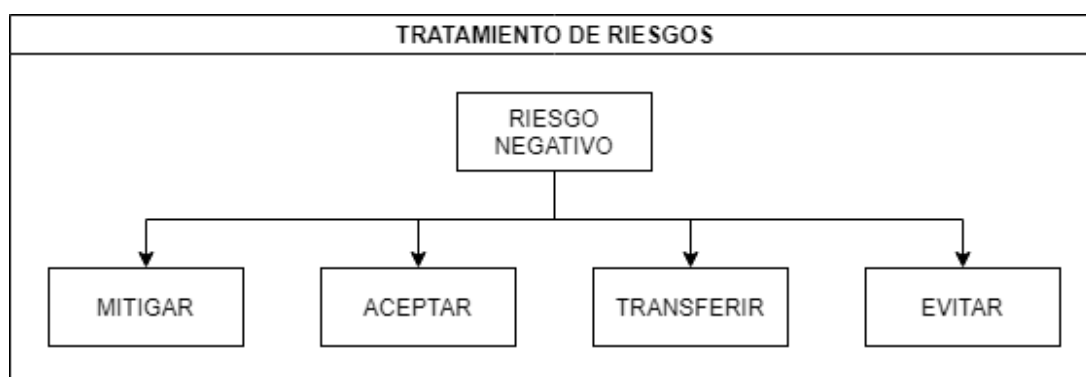 TRATAMIENTO DE RIESGOS
RIESGO
NEGATIVO
MITIGAR
ACEPTAR
TRANSFERIR
EVITAR